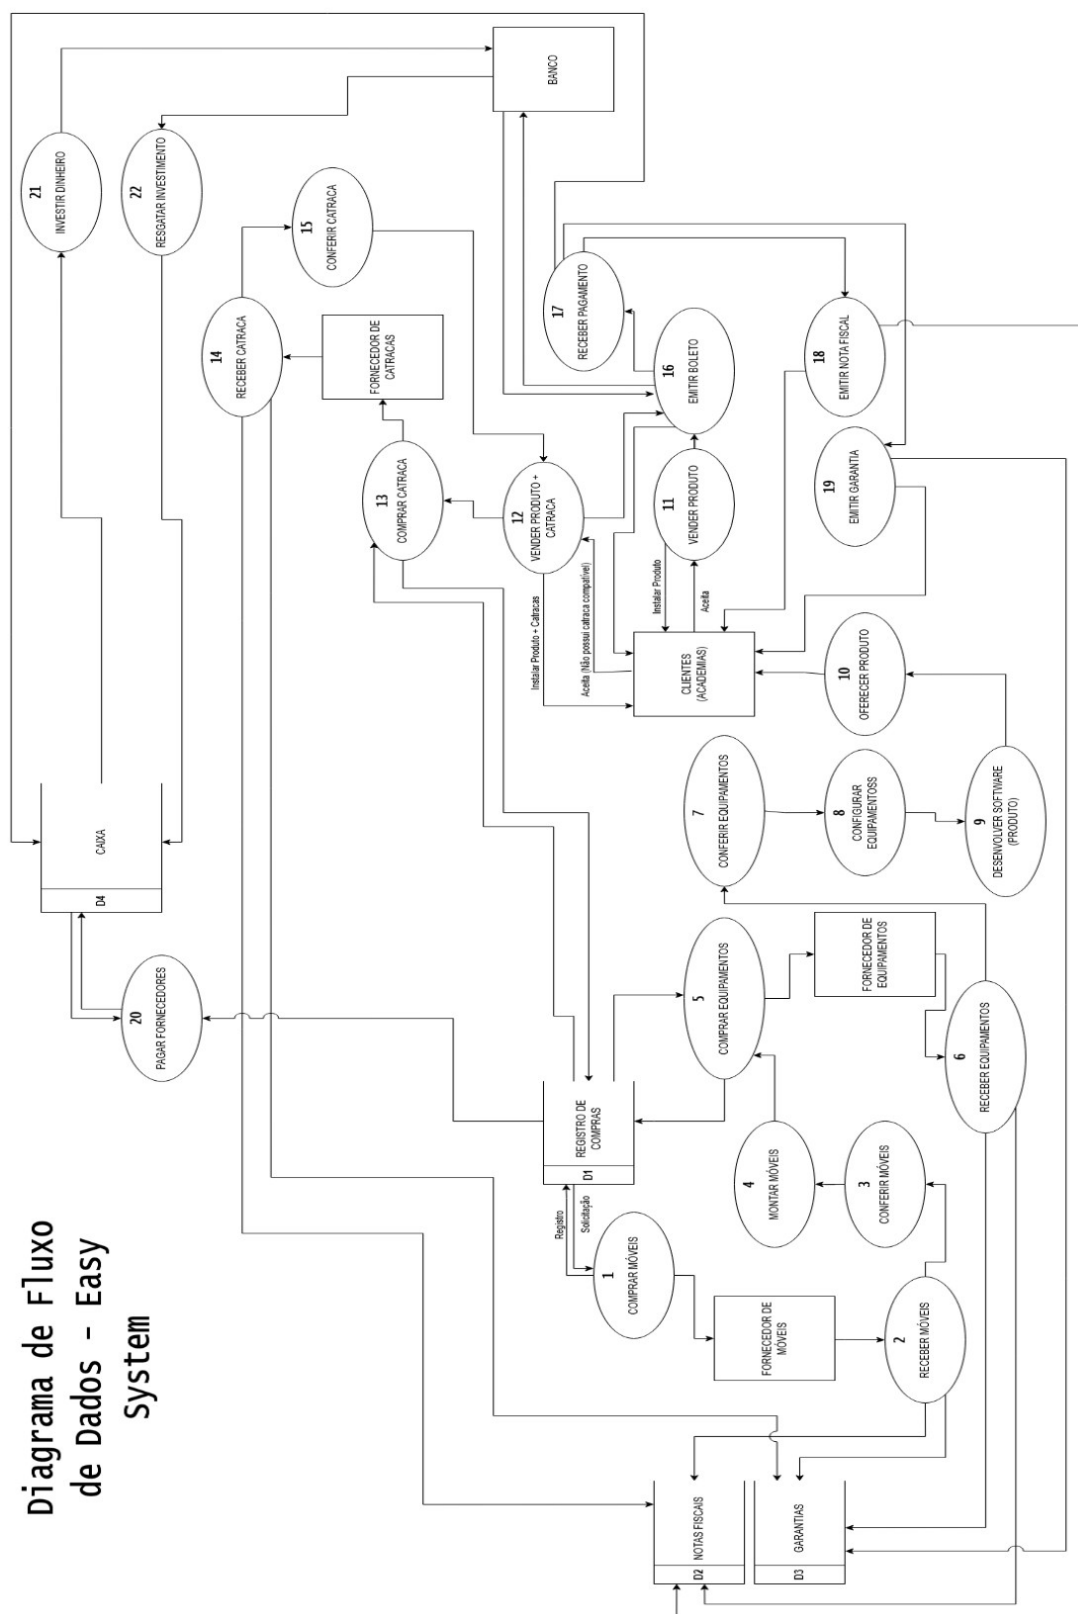 Diagrama de Fluxo
de Dados - Easy
System
1
COMPRAR MÓVEIS
Registro
Solicitação
D1
REGISTRO DE
COMPRAS
FORNECEDOR DE
MÓVEIS
2
RECEBER MÓVEIS
3
CONFERIR MÓVEIS
4
MONTAR MÓVEIS
5
COMPRAR EQUIPAMENTOS
FORNECEDOR DE
EQUIPAMENTOS
6
RECEBER EQUIPAMENTOS
7
CONFERIR EQUIPAMENTOS
8
CONFIGURAR
EQUIPAMENTOSS
9
DESENVOLVER SOFTWARE
(PRODUTO)
10
OFERECER PRODUTO
CLIENTES
(ACADEMIAS)
Instalar Produto + Catracas
Aceita (Não possui catraca compatível)
Instalar Produto
Aceita
11
VENDER PRODUTO
12
VENDER PRODUTO +
CATRACA
13
COMPRAR CATRACA
FORNECEDOR DE
CATRACAS
14
RECEBER CATRACA
15
CONFERIR CATRACA
16
EMITIR BOLETO
17
RECEBER PAGAMENTO
18
EMITIR NOTA FISCAL
19
EMITIR GARANTIA
20
PAGAR FORNECEDORES
D4
CAIXA
21
INVESTIR DINHEIRO
22
RESGATAR INVESTIMENTO
BANCO
D2
NOTAS FISCAIS
D3
GARANTIAS